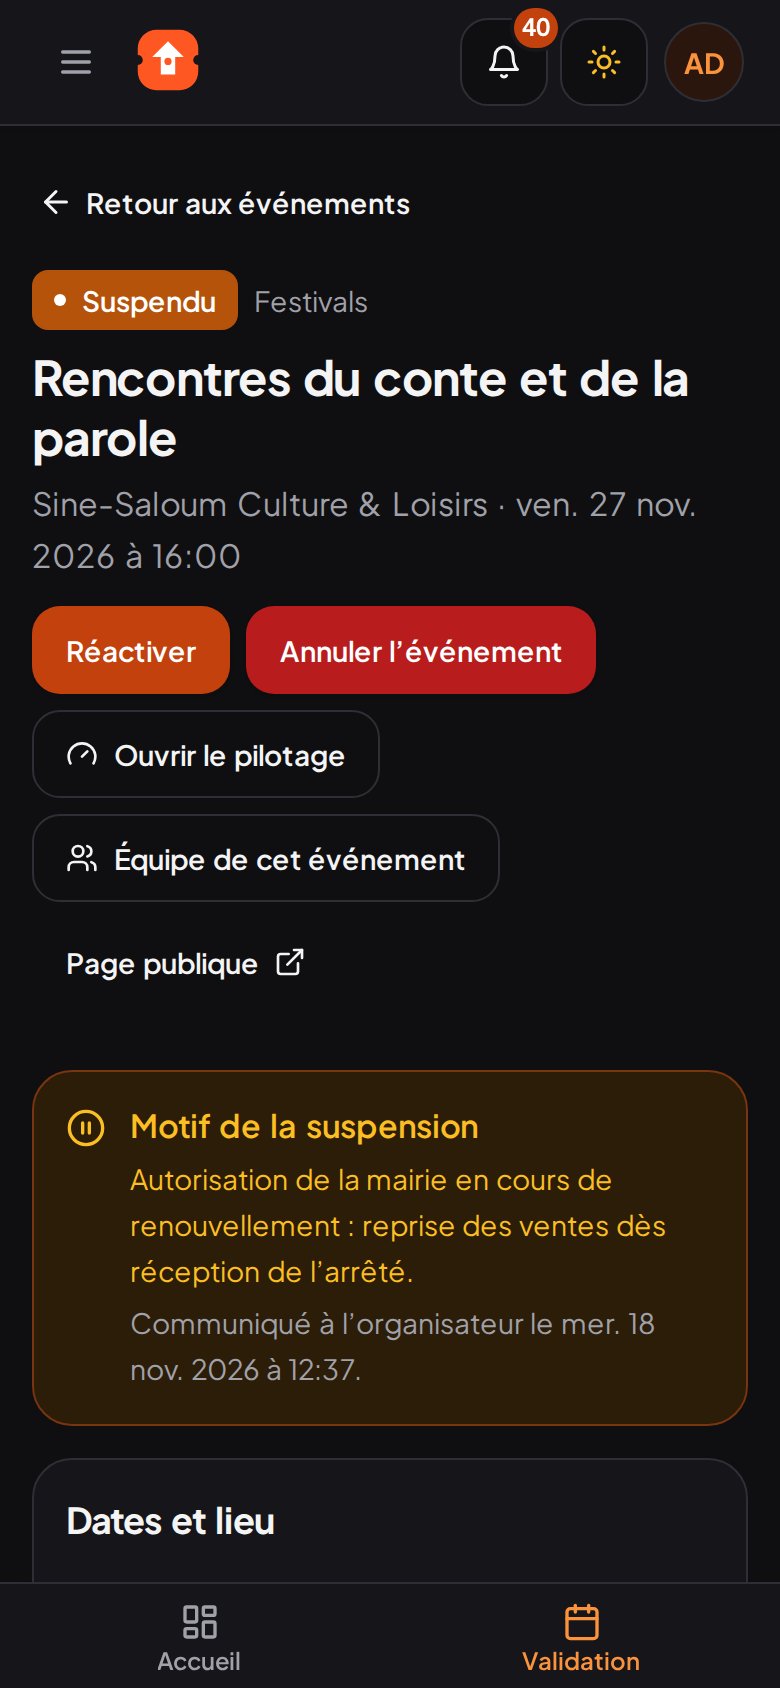 40
AD
Retour aux événements
Suspendu
Festivals
Rencontres du conte et de la
parole
Sine-Saloum Culture & Loisirs · ven. 27 nov.
2026 à 16:00
Réactiver
Annuler l’événement
Ouvrir le pilotage
Équipe de cet événement
Page publique
Motif de la suspension
Autorisation de la mairie en cours de
renouvellement : reprise des ventes dès
réception de l’arrêté.
Communiqué à l’organisateur le mer. 18
nov. 2026 à 12:37.
Dates et lieu
Accueil
Validation